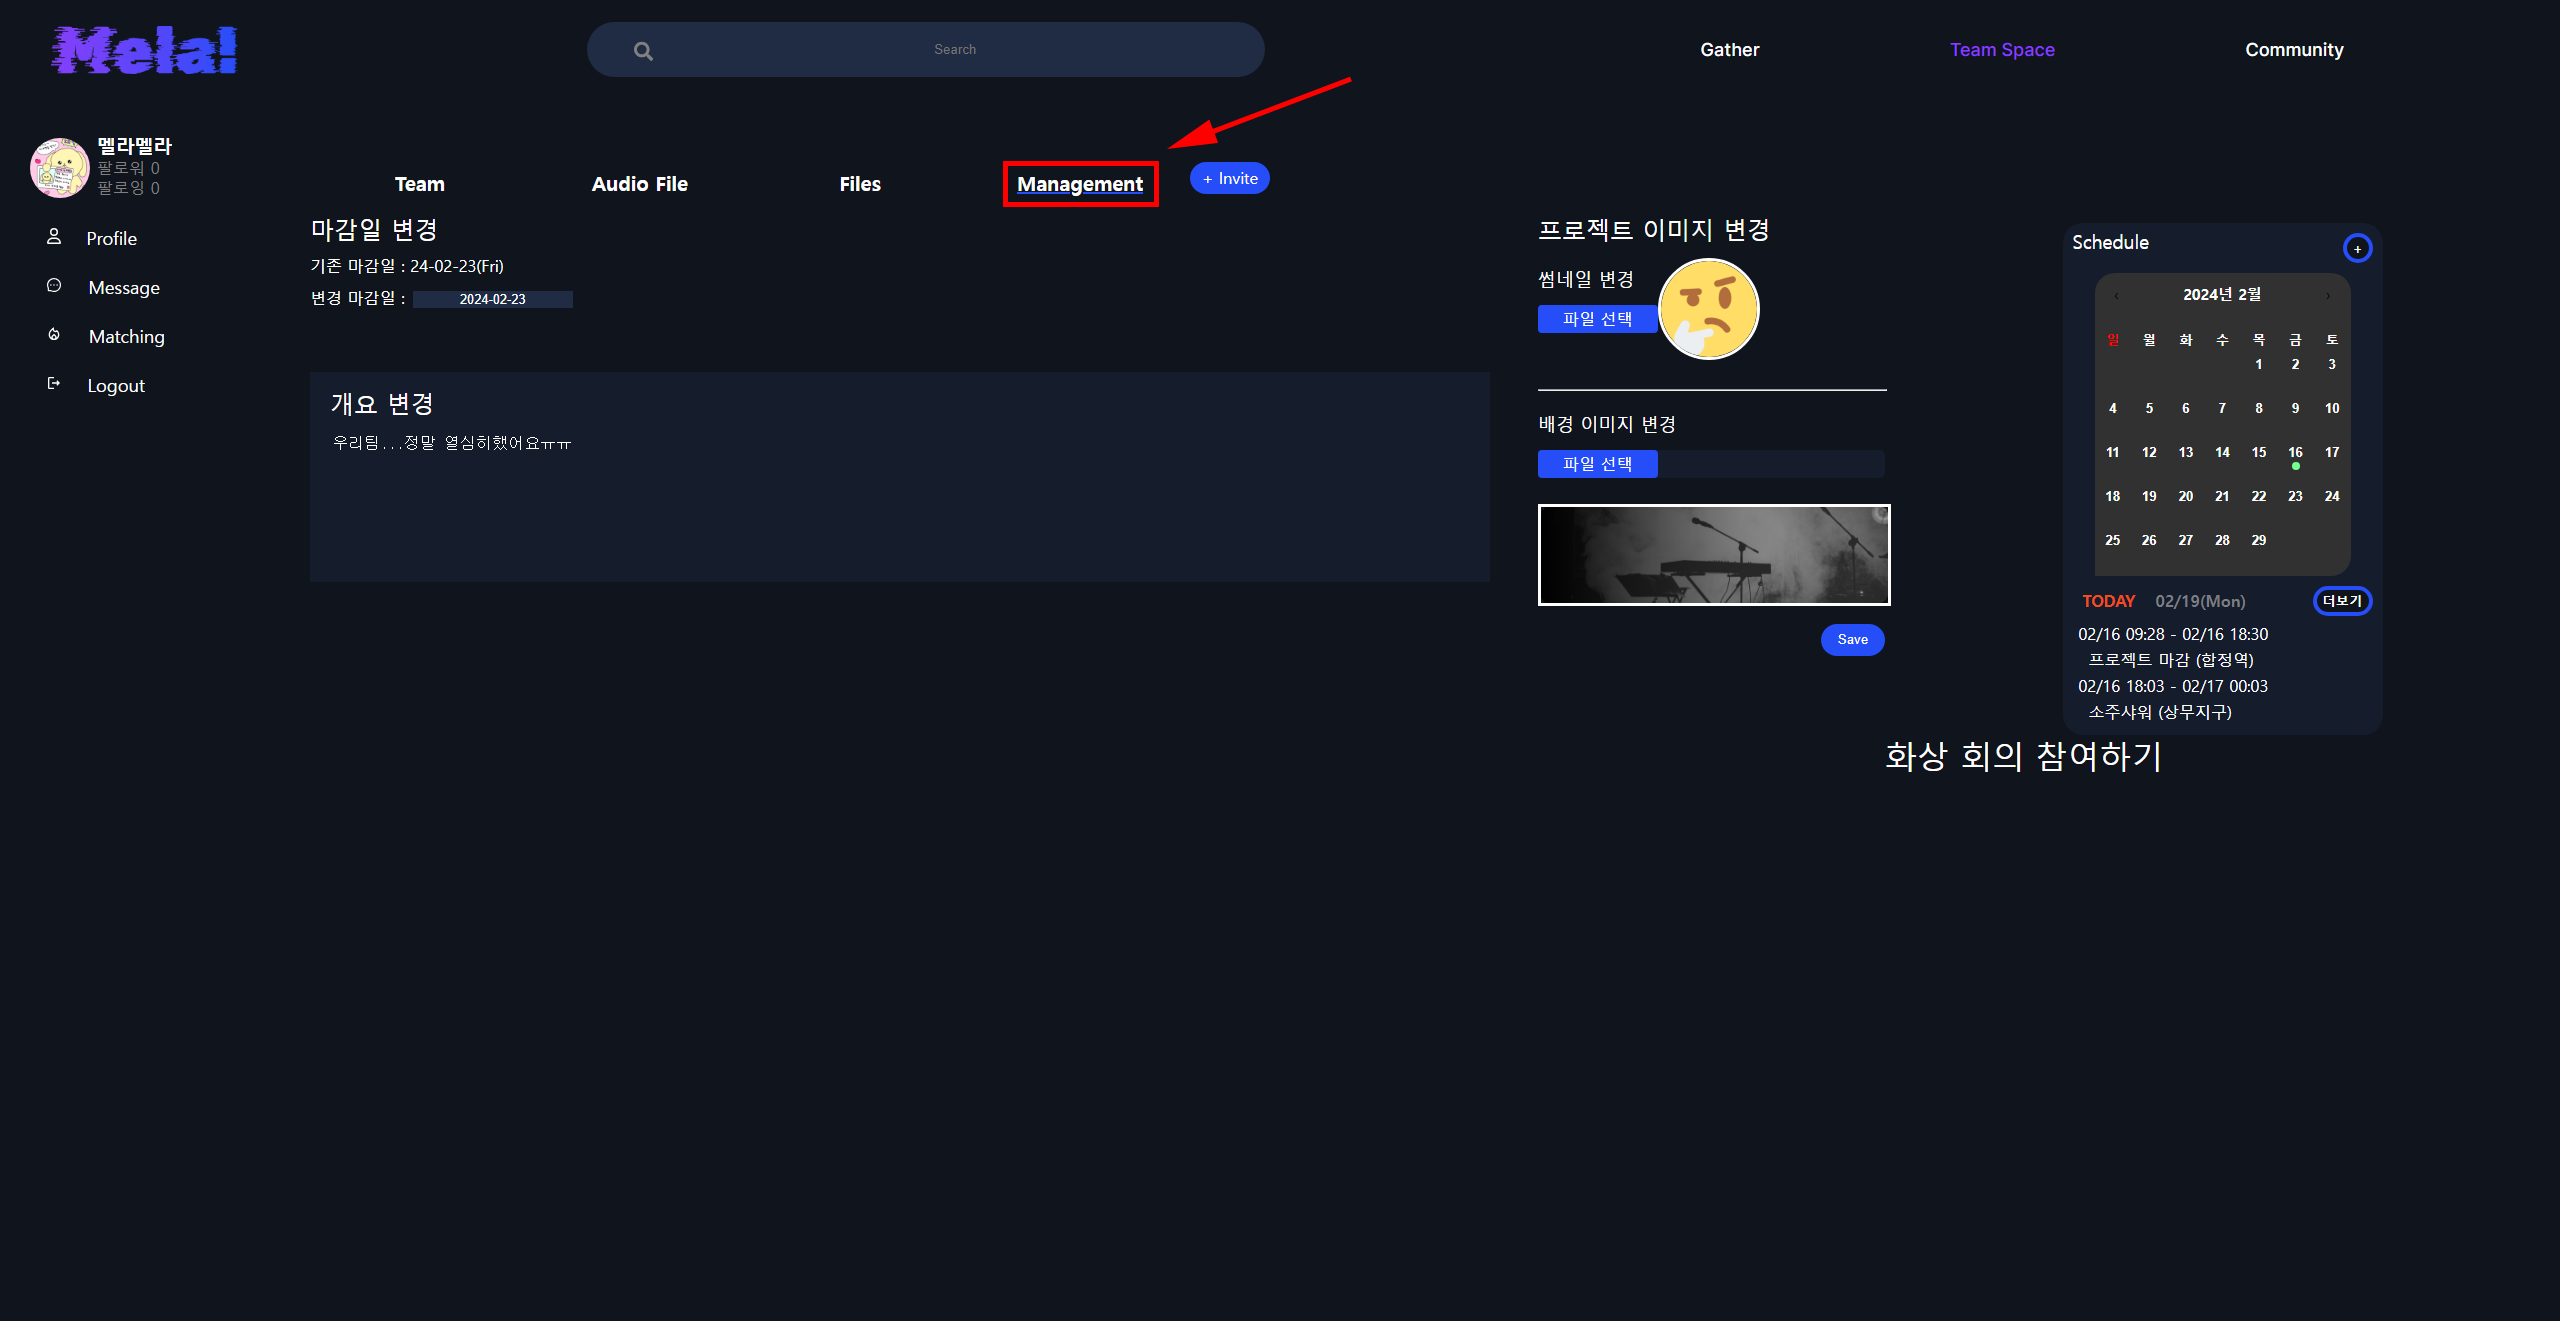 Mela!
Search
Gather
Team Space
Community
멜라멜라
팔로워 0
팔로잉 0
Profile
Message
Matching
Logout
Team
Audio File
Files
Management
+ Invite
마감일 변경
기존 마감일 : 24-02-23(Fri)
변경 마감일 : 2024-02-23
개요 변경
우리팀...정말 열심히했어요ㅠㅠ
프로젝트 이미지 변경
썸네일 변경
파일 선택
배경 이미지 변경
파일 선택
Save
Schedule
+
‹ 2024년 2월 ›
일 월 화 수 목 금 토
1 2 3
4 5 6 7 8 9 10
11 12 13 14 15 16 17
18 19 20 21 22 23 24
25 26 27 28 29
TODAY 02/19(Mon) 더보기
02/16 09:28 - 02/16 18:30
프로젝트 마감 (합정역)
02/16 18:03 - 02/17 00:03
소주샤워 (상무지구)
화상 회의 참여하기